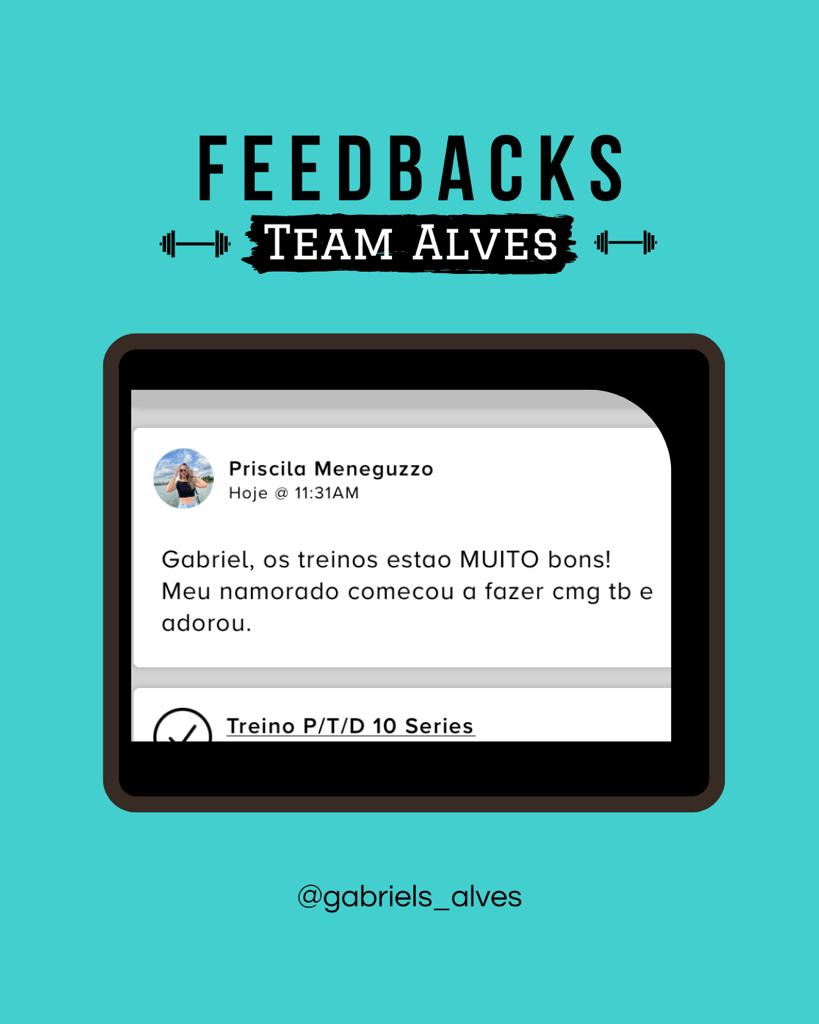 FEEDBACKS
TEAM ALVES
Priscila Meneguzzo
Hoje @ 11:31AM
Gabriel, os treinos estao MUITO bons!
Meu namorado comecou a fazer cmg tb e
adorou.
Treino P/T/D 10 Series
@gabriels_alves